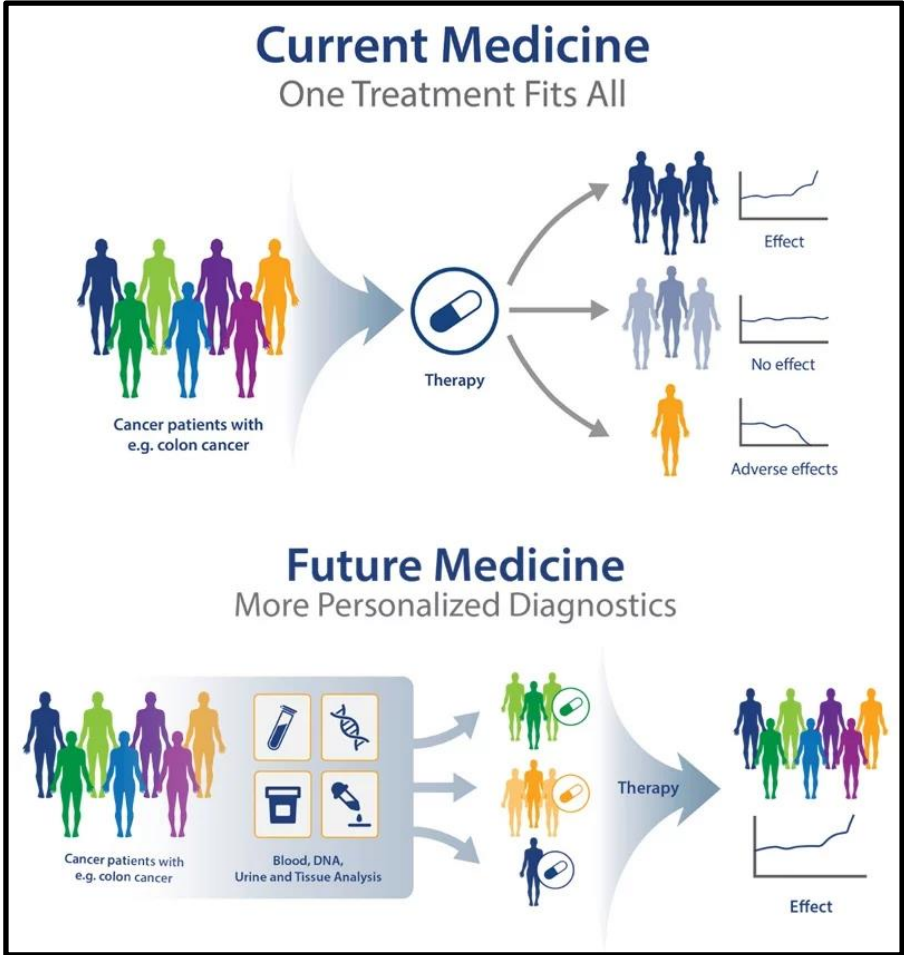 Current Medicine
One Treatment Fits All
Effect
No effect
Therapy
Cancer patients with
e.g. colon cancer
Adverse effects
Future Medicine
More Personalized Diagnostics
Therapy
Cancer patients with
e.g. colon cancer
Blood, DNA,
Urine and Tissue Analysis
Effect